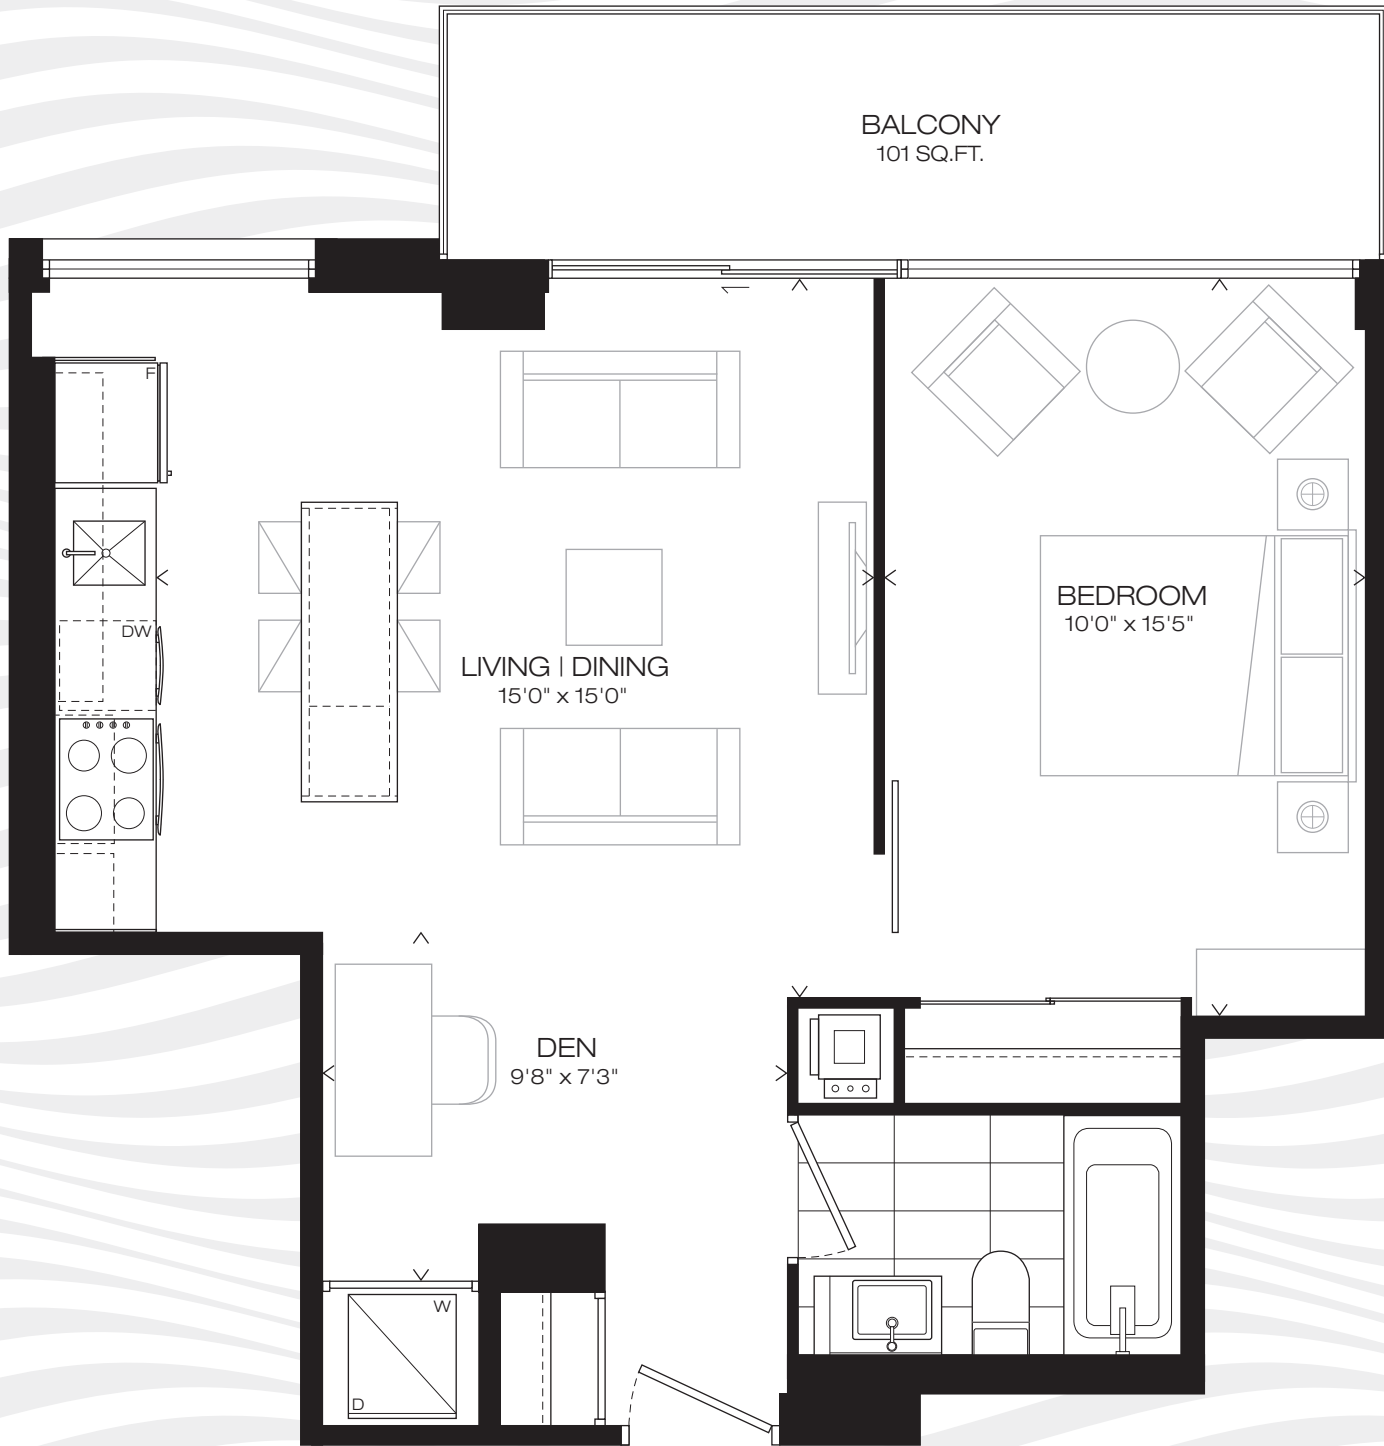 BALCONY
101 SQ.FT.
F
DW
BEDROOM
10'0" x 15'5"
LIVING | DINING
15'0" x 15'0"
DEN
9'8" x 7'3"
W
D